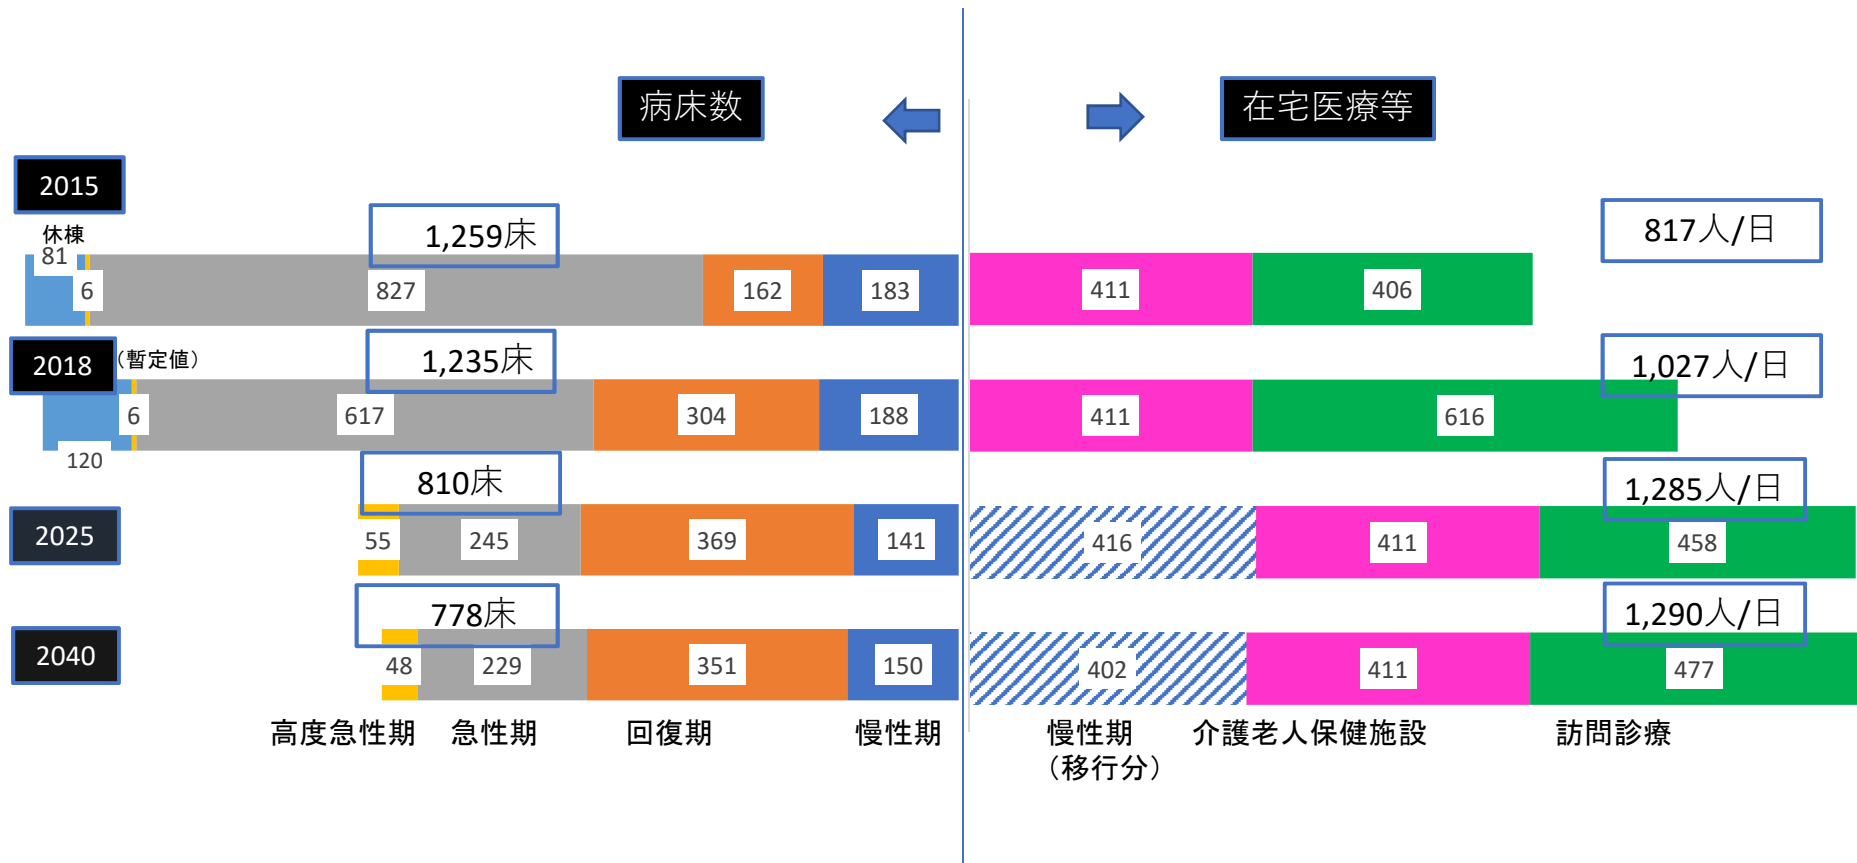 病床数
在宅医療等
2015
休棟
81
1,259床
817人/日
6
827
162
183
411
406
2018
（暫定値）
1,235床
1,027人/日
6
617
304
188
411
616
120
810床
1,285人/日
2025
55
245
369
141
416
411
458
778床
1,290人/日
2040
48
229
351
150
402
411
477
高度急性期
急性期
回復期
慢性期
慢性期
（移行分）
介護老人保健施設
訪問診療